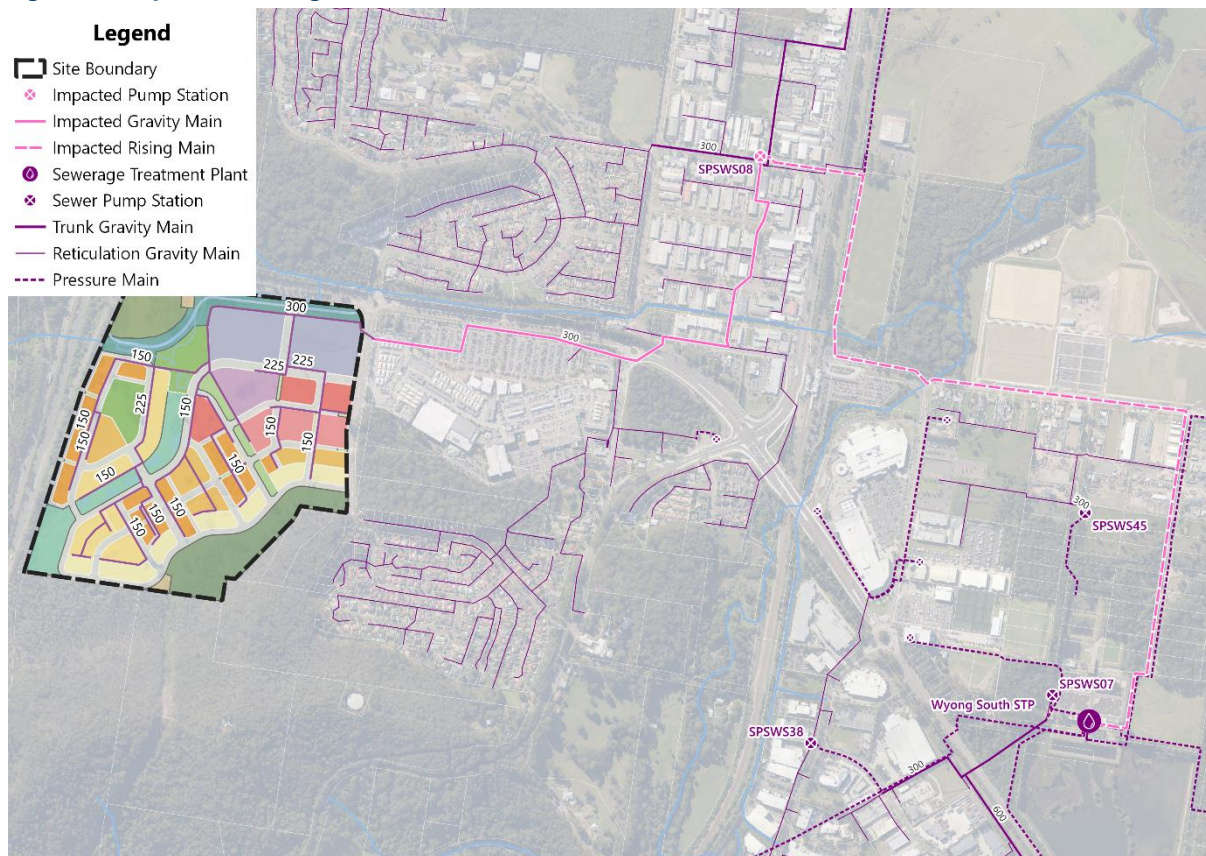 Legend
Site Boundary
Impacted Pump Station
Impacted Gravity Main
Impacted Rising Main
Sewerage Treatment Plant
Sewer Pump Station
Trunk Gravity Main
Reticulation Gravity Main
Pressure Main
300
SPSWS08
300
300
150
225
225
225
150
150
150
150
150
150
150
150
150
150
300
SPSWS45
SPSWS07
Wyong South STP
SPSWS38
300
600